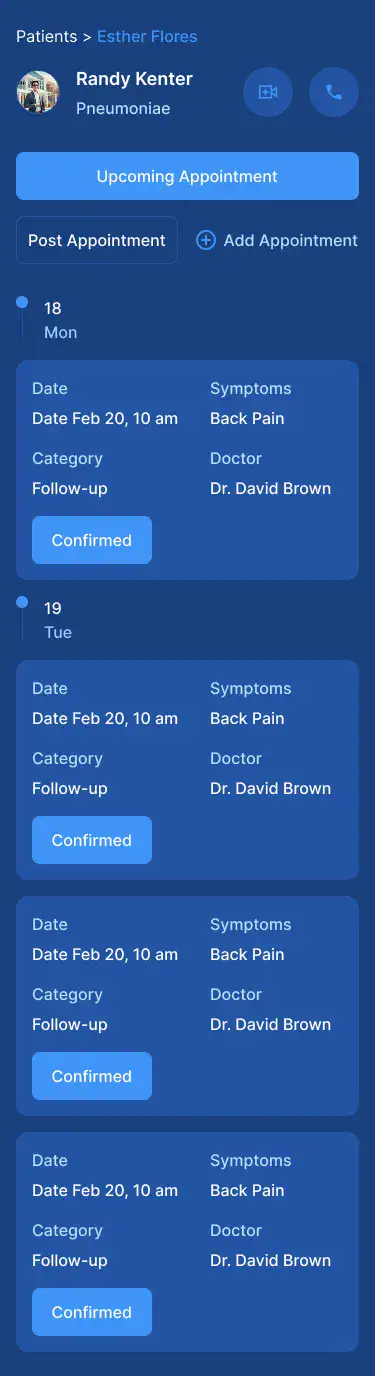 Patients > Esther Flores
Randy Kenter
Pneumoniae
Upcoming Appointment
Post Appointment
Add Appointment
18
Mon
Date Symptoms
Date Feb 20, 10 am Back Pain
Category Doctor
Follow-up Dr. David Brown
Confirmed
19
Tue
Date Symptoms
Date Feb 20, 10 am Back Pain
Category Doctor
Follow-up Dr. David Brown
Confirmed
Date Symptoms
Date Feb 20, 10 am Back Pain
Category Doctor
Follow-up Dr. David Brown
Confirmed
Date Symptoms
Date Feb 20, 10 am Back Pain
Category Doctor
Follow-up Dr. David Brown
Confirmed